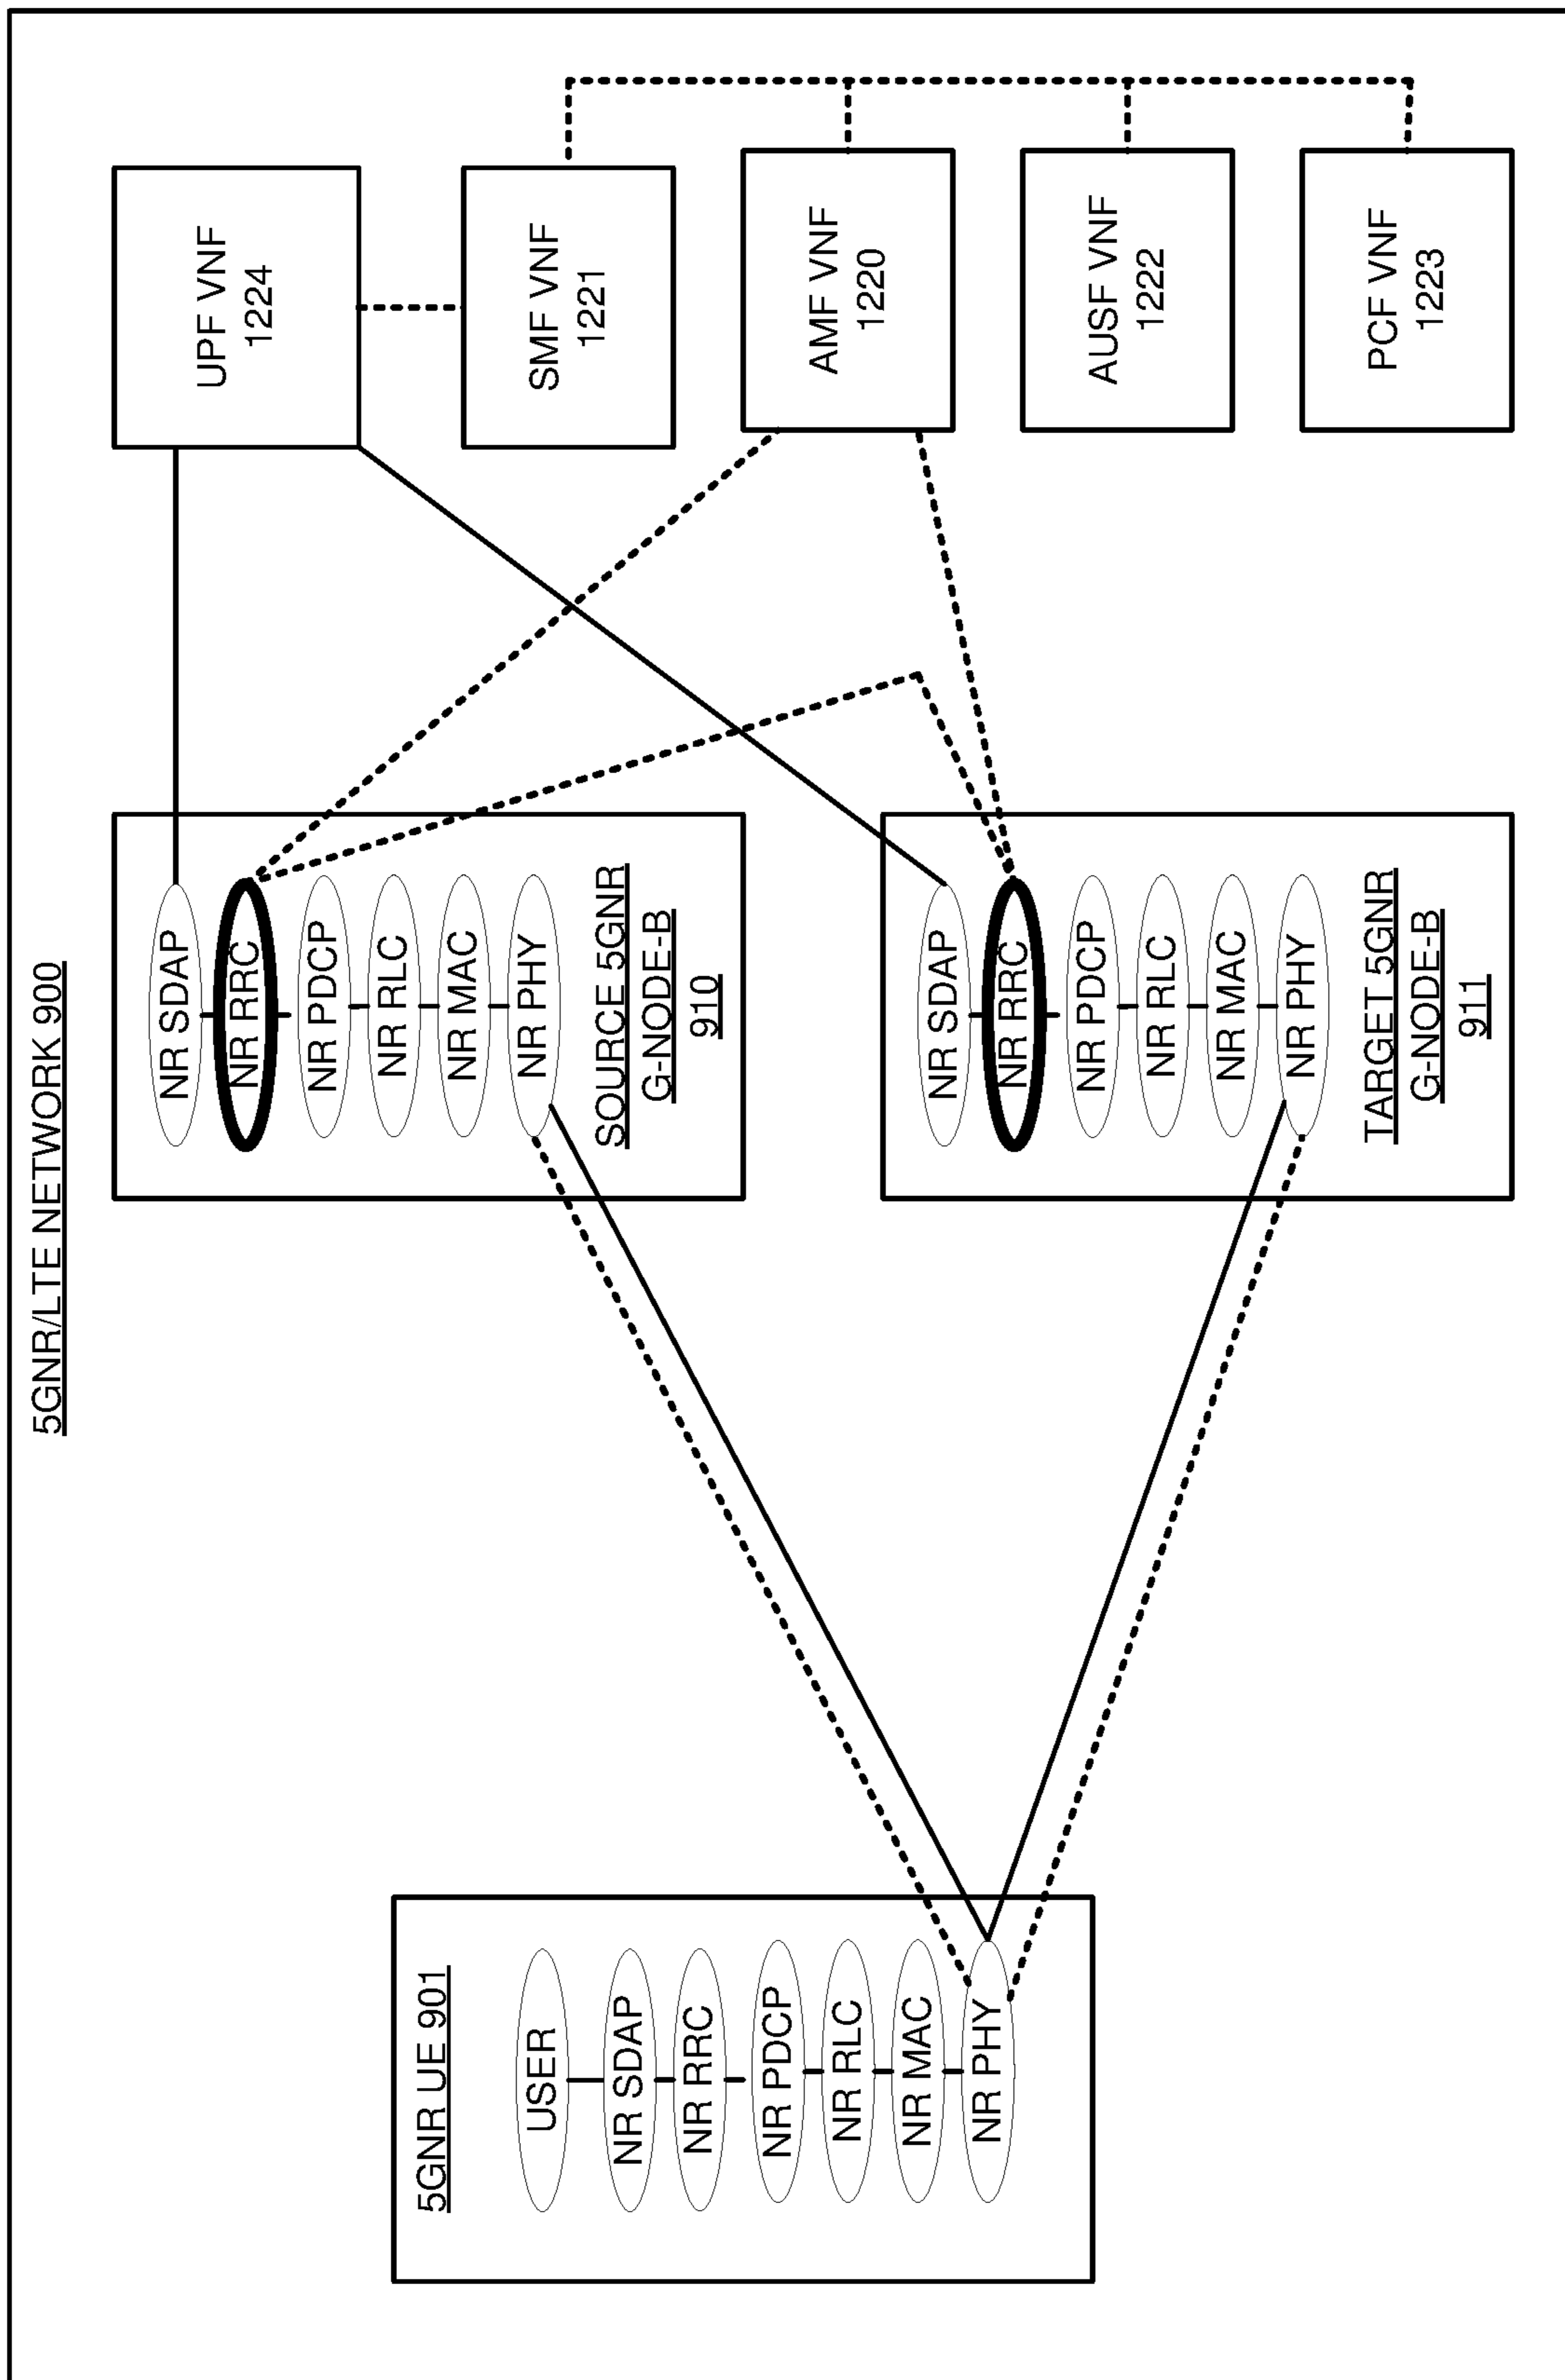 5GNR/LTE NETWORK 900
5GNR UE 901
USER
NR SDAP
NR RRC
NR PDCP
NR RLC
NR MAC
NR PHY
NR SDAP
NR RRC
NR PDCP
NR RLC
NR MAC
NR PHY
SOURCE 5GNR
G-NODE-B
910
NR SDAP
NR RRC
NR PDCP
NR RLC
NR MAC
NR PHY
TARGET 5GNR
G-NODE-B
911
UPF VNF
1224
SMF VNF
1221
AMF VNF
1220
AUSF VNF
1222
PCF VNF
1223